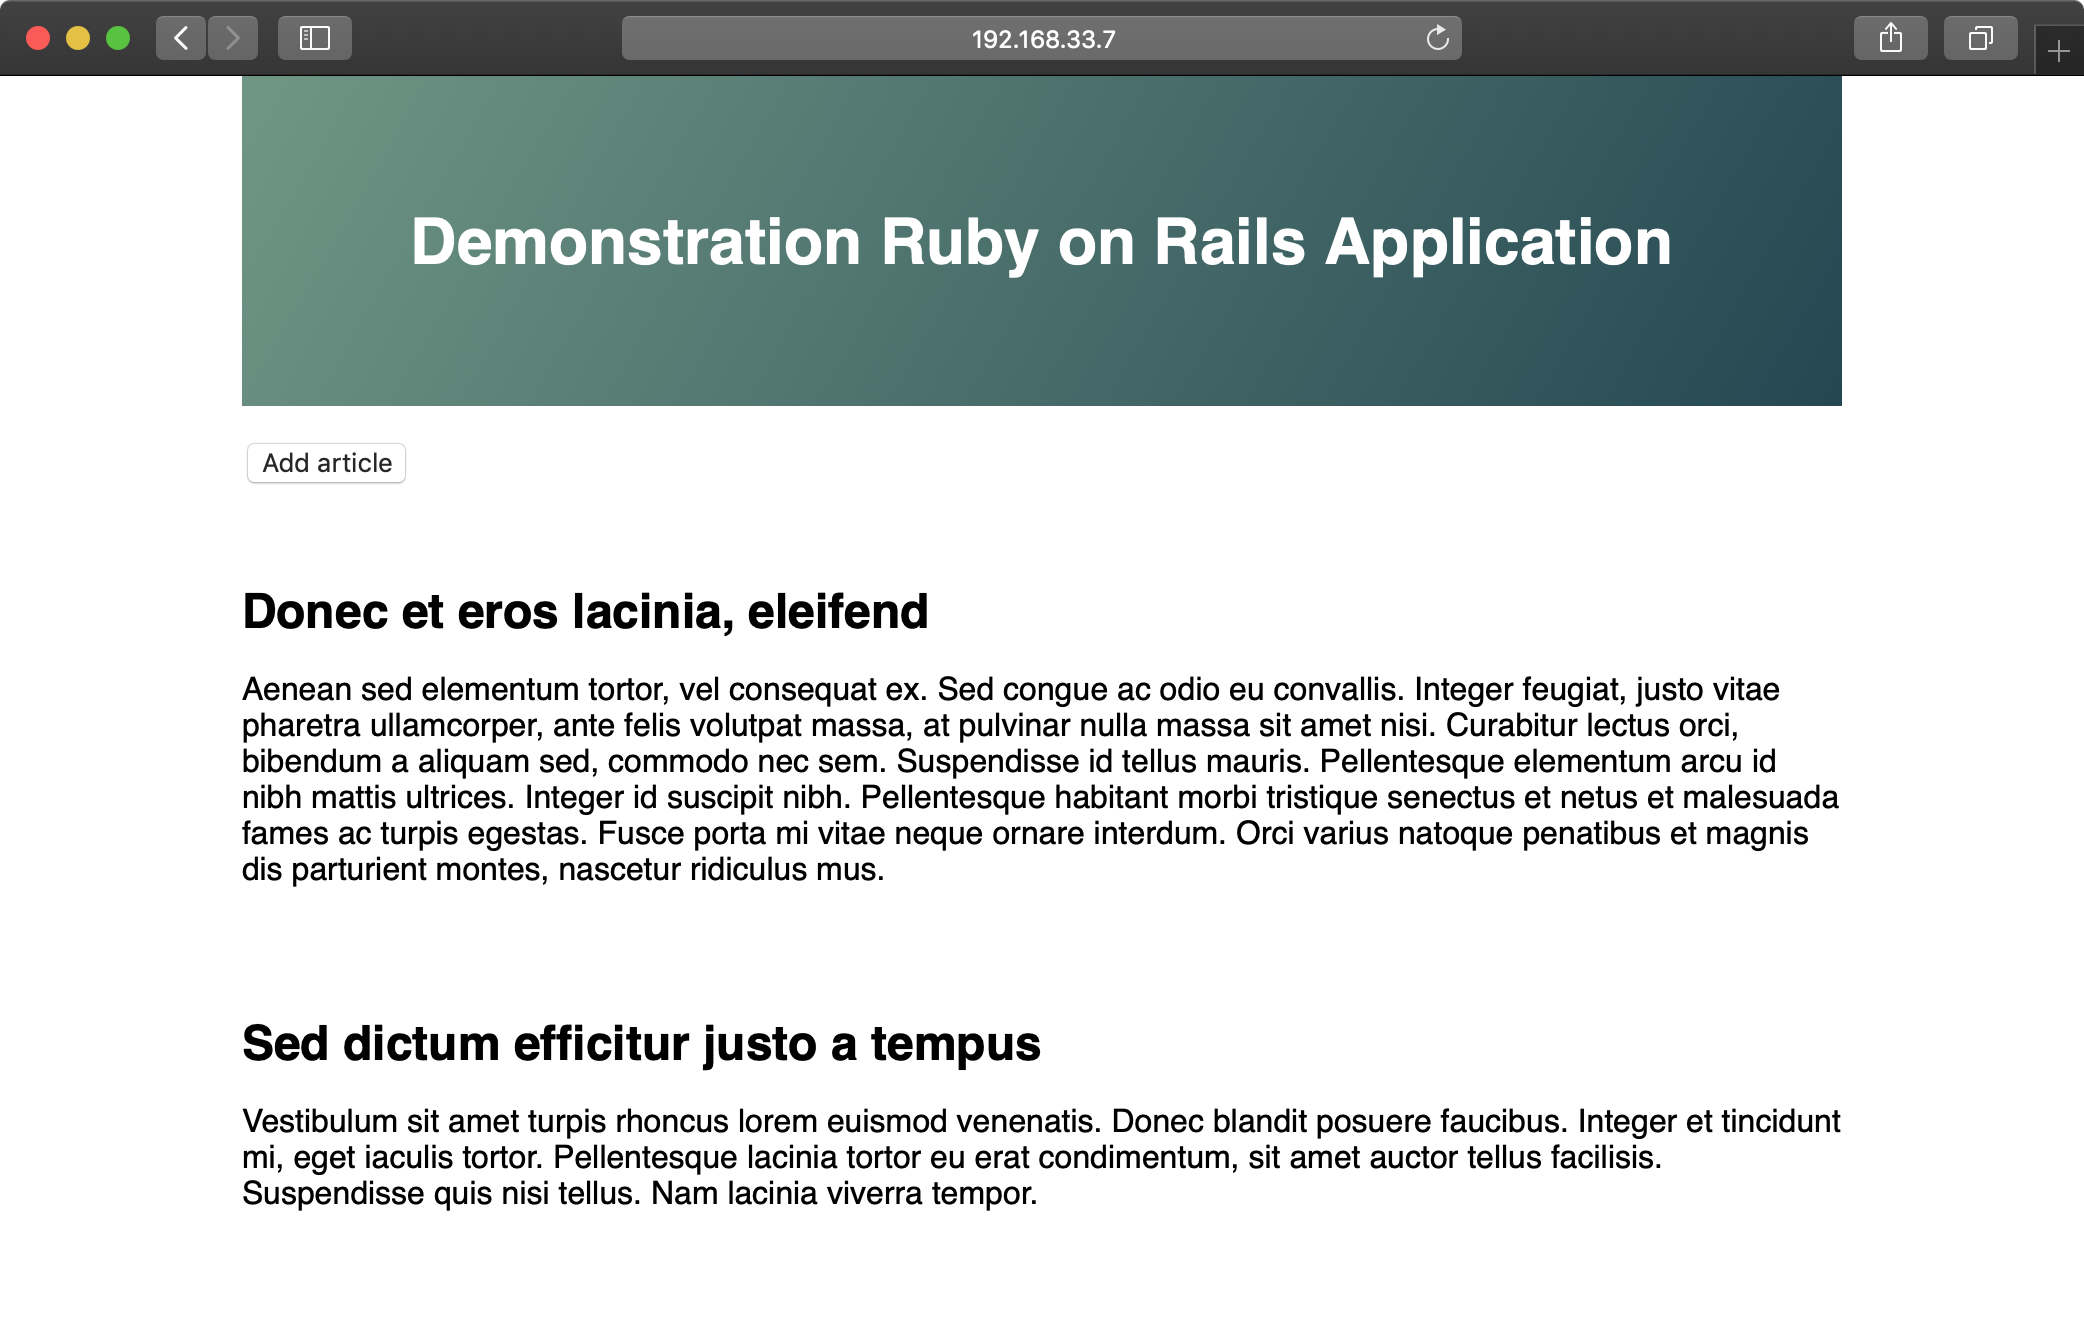 192.168.33.7
Demonstration Ruby on Rails Application
Add article
Donec et eros lacinia, eleifend
Aenean sed elementum tortor, vel consequat ex. Sed congue ac odio eu convallis. Integer feugiat, justo vitae
pharetra ullamcorper, ante felis volutpat massa, at pulvinar nulla massa sit amet nisi. Curabitur lectus orci,
bibendum a aliquam sed, commodo nec sem. Suspendisse id tellus mauris. Pellentesque elementum arcu id
nibh mattis ultrices. Integer id suscipit nibh. Pellentesque habitant morbi tristique senectus et netus et malesuada
fames ac turpis egestas. Fusce porta mi vitae neque ornare interdum. Orci varius natoque penatibus et magnis
dis parturient montes, nascetur ridiculus mus.
Sed dictum efficitur justo a tempus
Vestibulum sit amet turpis rhoncus lorem euismod venenatis. Donec blandit posuere faucibus. Integer et tincidunt
mi, eget iaculis tortor. Pellentesque lacinia tortor eu erat condimentum, sit amet auctor tellus facilisis.
Suspendisse quis nisi tellus. Nam lacinia viverra tempor.